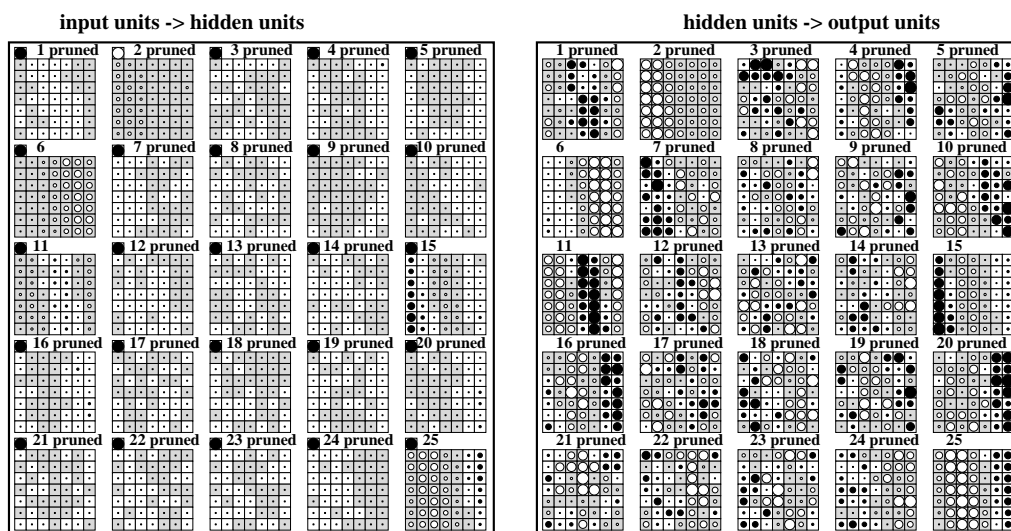 input units -> hidden units
hidden units -> output units
1 pruned 2 pruned 3 pruned 4 pruned 5 pruned
1 pruned 2 pruned 3 pruned 4 pruned 5 pruned
6 7 pruned 8 pruned 9 pruned 10 pruned
6 7 pruned 8 pruned 9 pruned 10 pruned
11 12 pruned 13 pruned 14 pruned 15
11 12 pruned 13 pruned 14 pruned 15
16 pruned 17 pruned 18 pruned 19 pruned 20 pruned
16 pruned 17 pruned 18 pruned 19 pruned 20 pruned
21 pruned 22 pruned 23 pruned 24 pruned 25
21 pruned 22 pruned 23 pruned 24 pruned 25